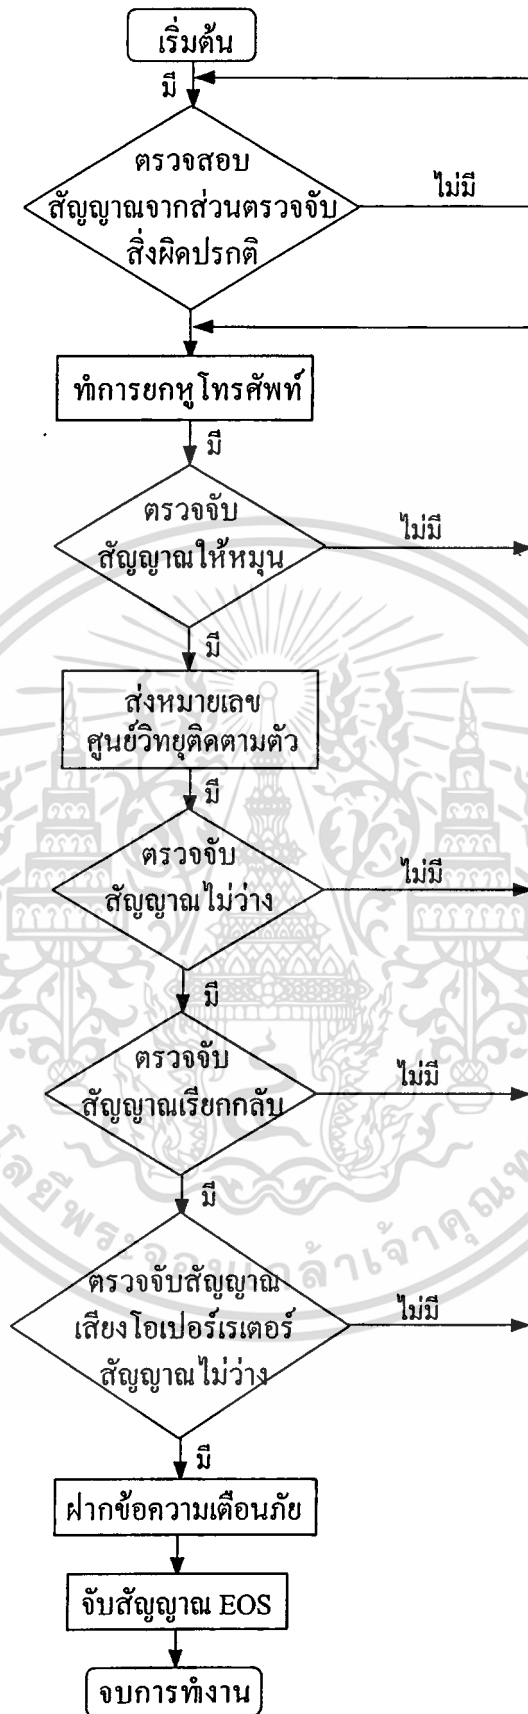 เริ่มต้น
มี
ตรวจสอบ
สัญญาณจากส่วนตรวจจับ
สิ่งผิดปรกติ
ไม่มี
ทำการยกหูโทรศัพท์
มี
ตรวจจับ
สัญญาณให้หมุน
ไม่มี
มี
ส่งหมายเลข
ศูนย์วิทยุติดตามตัว
มี
ตรวจจับ
สัญญาณไม่ว่าง
ไม่มี
มี
ตรวจจับ
สัญญาณเรียกกลับ
ไม่มี
มี
ตรวจจับสัญญาณ
เสียงโอเปอร์เรเตอร์
สัญญาณไม่ว่าง
ไม่มี
มี
ฝากข้อความเตือนภัย
จับสัญญาณ EOS
จบการทำงาน